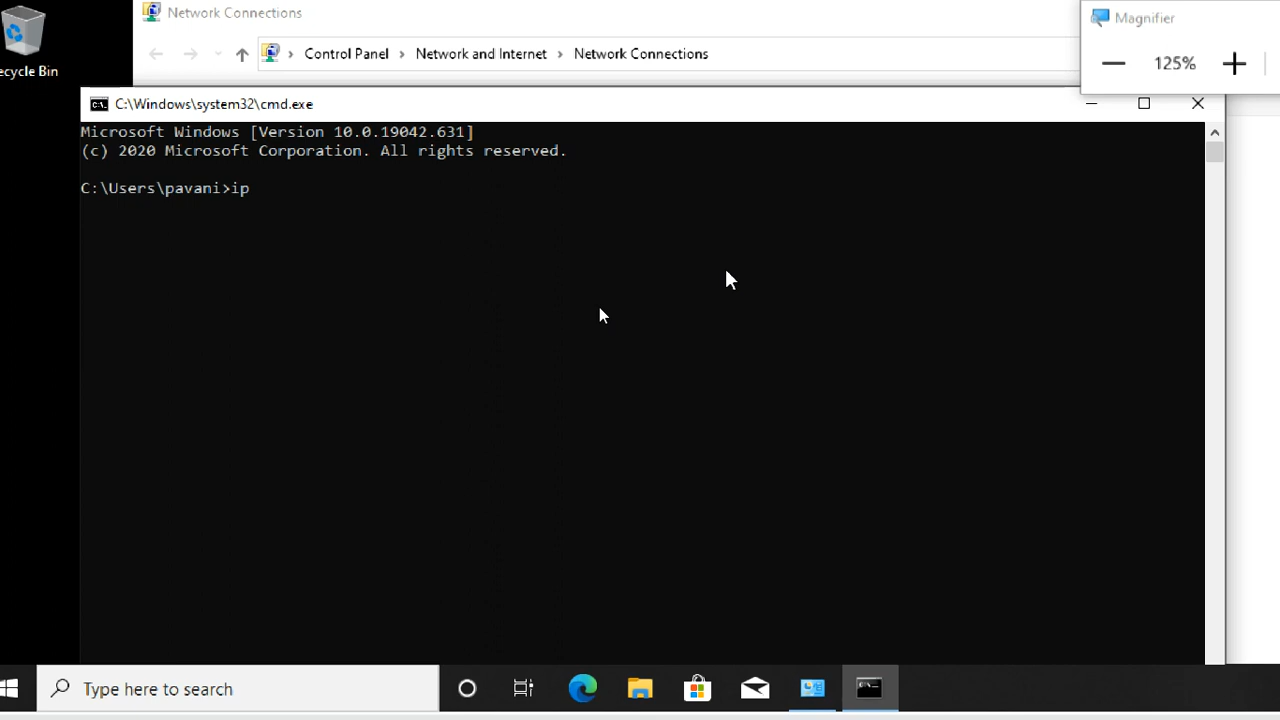 Network Connections
Magnifier
Control Panel › Network and Internet › Network Connections
125%
ecycle Bin
C:\Windows\system32\cmd.exe
Microsoft Windows [Version 10.0.19042.631]
(c) 2020 Microsoft Corporation. All rights reserved.
C:\Users\pavani>ip
Type here to search